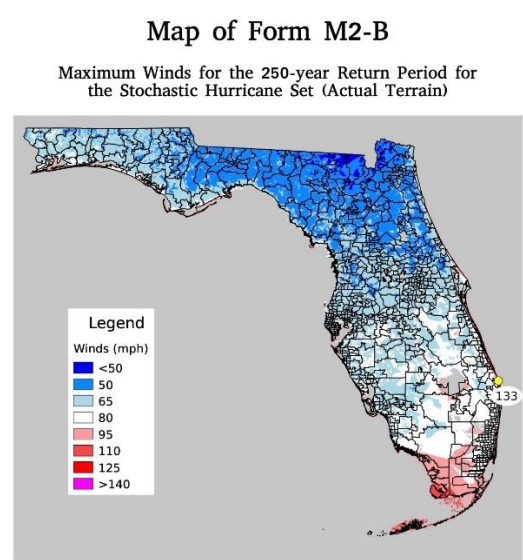 Map of Form M2-B
Maximum Winds for the 250-year Return Period for
the Stochastic Hurricane Set (Actual Terrain)
133
Legend
Winds (mph)
<50
50
65
80
95
110
125
>140